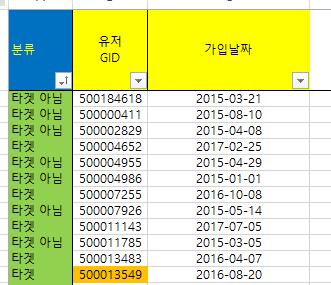 분류 유저 GID 가입날짜
타겟 아님 500184618 2015-03-21
타겟 아님 500000411 2015-08-10
타겟 아님 500002829 2015-04-08
타겟 500004652 2017-02-25
타겟 아님 500004955 2015-04-29
타겟 아님 500004986 2015-01-01
타겟 500007255 2016-10-08
타겟 아님 500007926 2015-05-14
타겟 500011143 2017-07-05
타겟 아님 500011785 2015-03-05
타겟 500013483 2016-04-07
타겟 500013549 2016-08-20